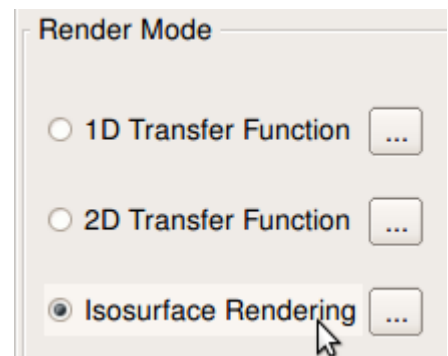 Render Mode
1D Transfer Function ...
2D Transfer Function ...
Isosurface Rendering ...